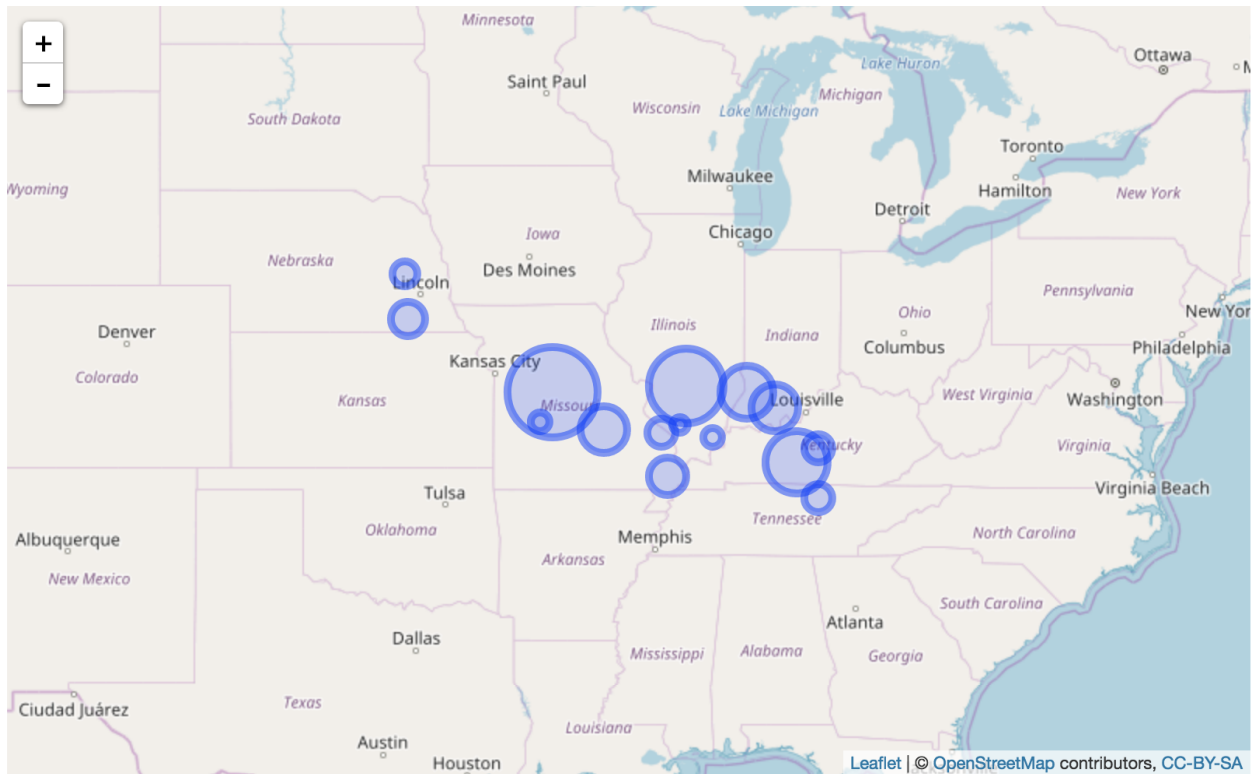 +
-
Minnesota
Ottawa
Lake Huron
Saint Paul
Michigan
Wisconsin
Lake Michigan
South Dakota
Toronto
Milwaukee
Wyoming
Hamilton
New York
Detroit
Chicago
Iowa
Nebraska
Des Moines
Lincoln
Pennsylvania
New Yor
Ohio
Illinois
Denver
Indiana
Columbus
Philadelphia
Kansas City
Colorado
West Virginia
Kansas
Louisville
Washington
Missour
Kentucky
Virginia
Virginia Beach
Tulsa
Tennessee
Oklahoma
North Carolina
Memphis
Albuquerque
Arkansas
New Mexico
South Carolina
Atlanta
Dallas
Mississippi
Alabama
Georgia
Texas
Ciudad Juárez
Louisiana
Austin
Houston
Leaflet | © OpenStreetMap contributors, CC-BY-SA